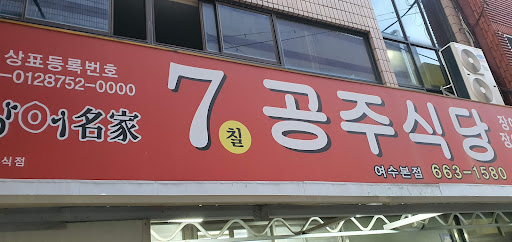 상표등록번호
-0128752-0000
어名家
식점
7칠공주식당
여수본점 663-1580